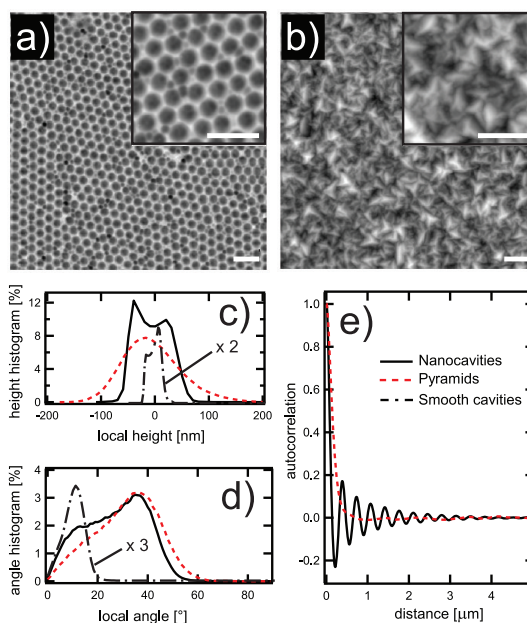 a)
b)
c)
height histogram [%]
12
8
4
0
x 2
-200
-100
0
100
200
local height [nm]
d)
angle histogram [%]
4
3
2
1
0
x 3
0
20
40
60
80
local angle [°]
e)
autocorrelation
1.0
0.8
0.6
0.4
0.2
0.0
-0.2
Nanocavities
Pyramids
Smooth cavities
0
1
2
3
4
distance [μm]